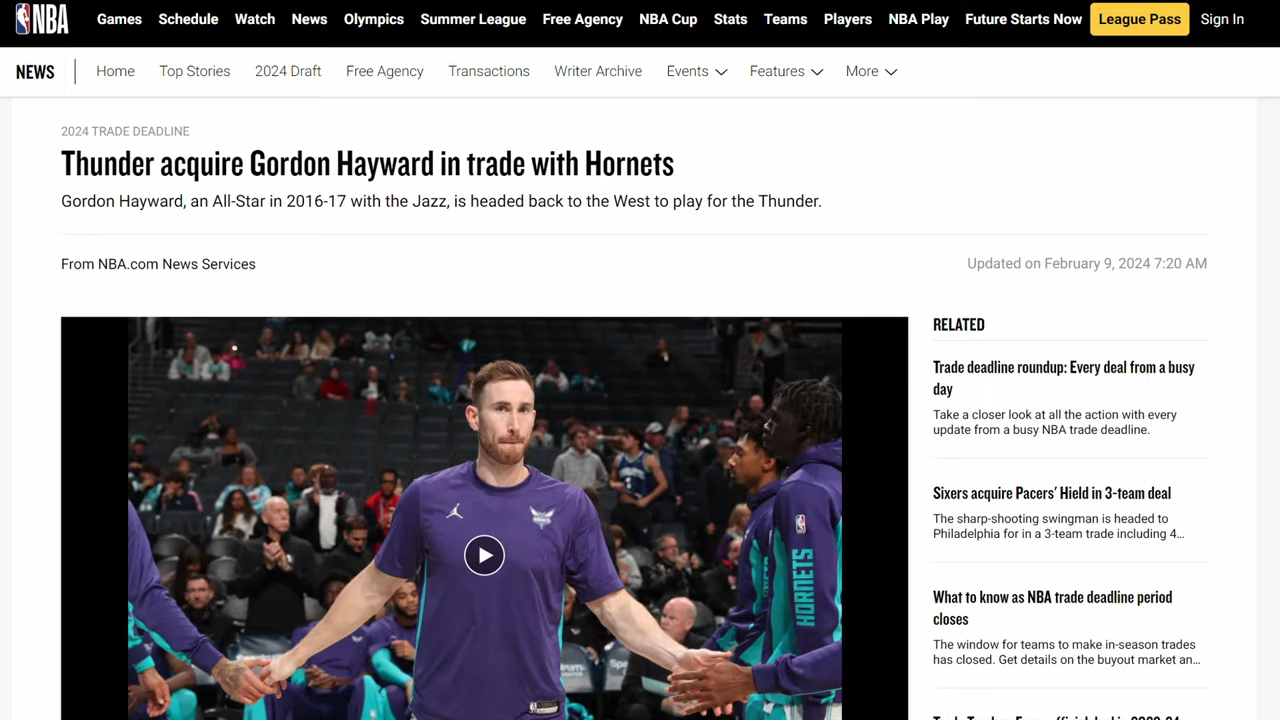 NBA
Games Schedule Watch News Olympics Summer League Free Agency NBA Cup Stats Teams Players NBA Play Future Starts Now League Pass Sign In
NEWS Home Top Stories 2024 Draft Free Agency Transactions Writer Archive Events Features More
2024 TRADE DEADLINE
Thunder acquire Gordon Hayward in trade with Hornets
Gordon Hayward, an All-Star in 2016-17 with the Jazz, is headed back to the West to play for the Thunder.
From NBA.com News Services
Updated on February 9, 2024 7:20 AM
HORNETS
RELATED
Trade deadline roundup: Every deal from a busy
day
Take a closer look at all the action with every
update from a busy NBA trade deadline.
Sixers acquire Pacers' Hield in 3-team deal
The sharp-shooting swingman is headed to
Philadelphia for in a 3-team trade including 4...
What to know as NBA trade deadline period
closes
The window for teams to make in-season trades
has closed. Get details on the buyout market an...